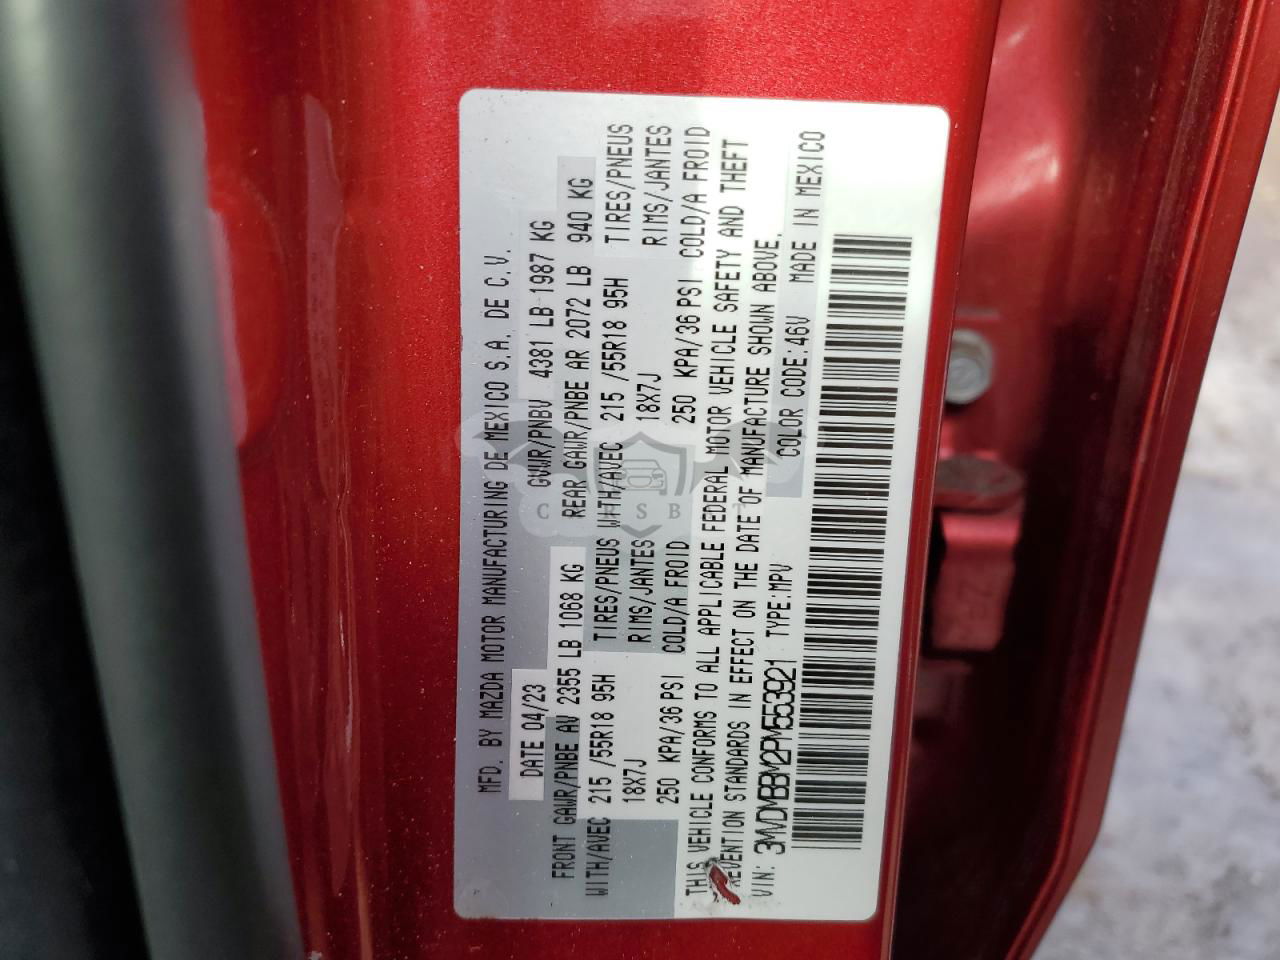 MFD. BY MAZDA MOTOR MANUFACTURING DE MEXICO S.A. DE C.V.
DATE 04/23 GVWR/PNBV 4381 LB 1987 KG
FRONT GAWR/PNBE AV 2355 LB 1068 KG REAR GAWR/PNBE AR 2072 LB 940 KG
WITH/AVEC 215 /55R18 95H TIRES/PNEUS WITH/AVEC 215 /55R18 95H TIRES/PNEUS
18X7J RIMS/JANTES 18X7J RIMS/JANTES
250 KPA/36 PSI COLD/A FROID 250 KPA/36 PSI COLD/A FROID
THIS VEHICLE CONFORMS TO ALL APPLICABLE FEDERAL MOTOR VEHICLE SAFETY AND THEFT
REVENTION STANDARDS IN EFFECT ON THE DATE OF MANUFACTURE SHOWN ABOVE.
VIN: 3MVDMBBM2PM553921 TYPE:MPV COLOR CODE:46V MADE IN MEXICO